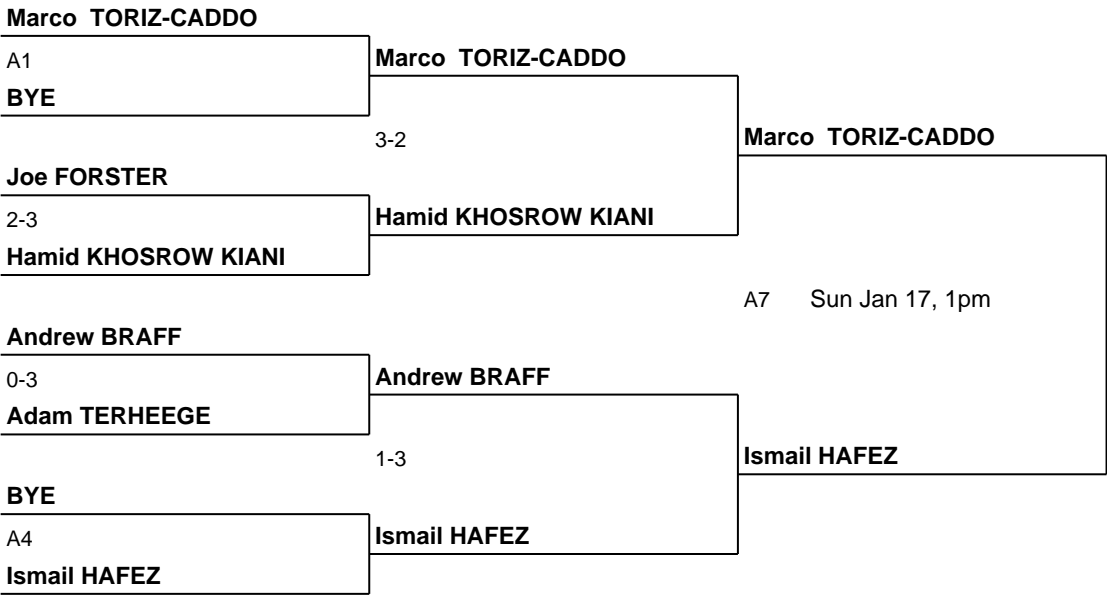 Marco  TORIZ-CADDO
A1
BYE
Marco  TORIZ-CADDO
3-2
Marco  TORIZ-CADDO
Joe FORSTER
2-3
Hamid KHOSROW KIANI
Hamid KHOSROW KIANI
A7 Sun Jan 17, 1pm
Andrew BRAFF
0-3
Adam TERHEEGE
Andrew BRAFF
1-3
Ismail HAFEZ
BYE
A4
Ismail HAFEZ
Ismail HAFEZ